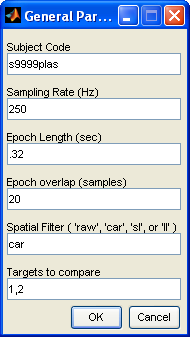 General Par...
Subject Code
s9999plas
Sampling Rate (Hz)
250
Epoch Length (sec)
.32
Epoch overlap (samples)
20
Spatial Filter ( 'raw', 'car', 'sl', or 'll' )
car
Targets to compare
1,2
OK Cancel